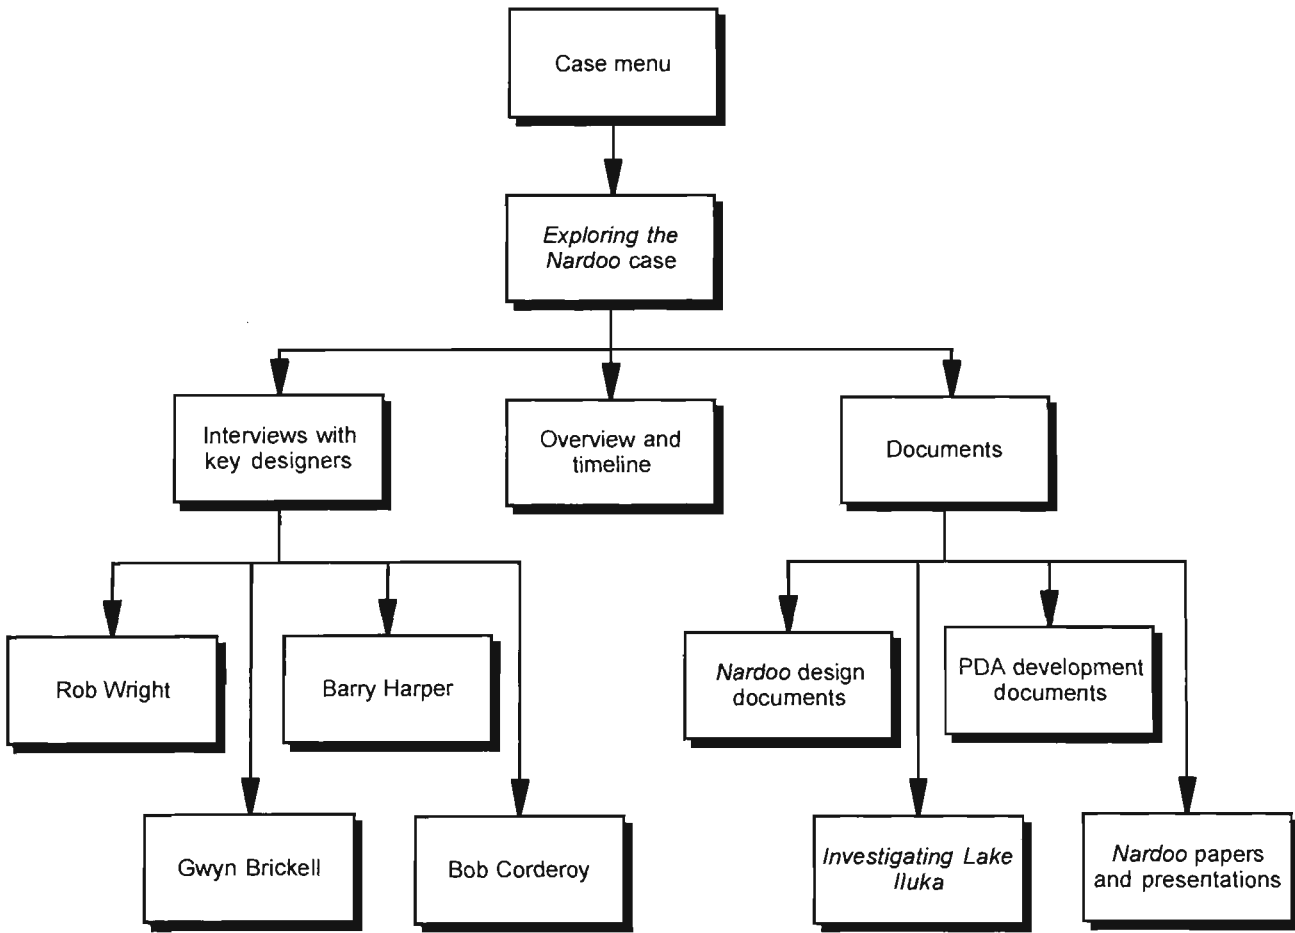 Case menu
Exploring the
Nardoo case
Interviews with
key designers
Overview and
timeline
Documents
Rob Wright
Barry Harper
Nardoo design
documents
PDA development
documents
Gwyn Brickell
Bob Corderoy
Investigating Lake
Iluka
Nardoo papers
and presentations